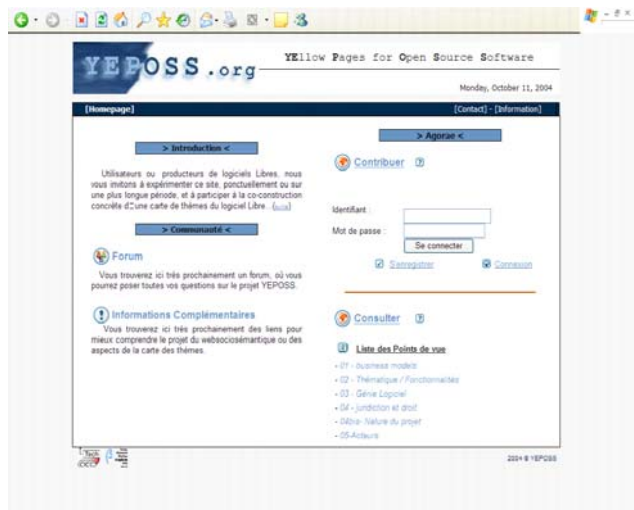 YEPOSS.org
YEllow Pages for Open Source Software
Monday, October 11, 2004
[Homepage]
[Contact] - [Information]
> Introduction <
Utilisateurs ou producteurs de logiciels Libres, nous
vous invitons à expérimenter ce site, ponctuellement ou sur
une plus longue période, et à participer à la co-construction
concrète d'une carte de thèmes du logiciel Libre.
> Communauté <
Forum
Vous trouverez ici très prochainement un forum, où vous
pourrez poser toutes vos questions sur le projet YEPOSS.
Informations Complémentaires
Vous trouverez ici très prochainement des liens pour
mieux comprendre le projet du websociosémantique ou des
aspects de la carte des thèmes.
> Agorae <
Contribuer
Identifiant :
Mot de passe :
Se connecter
S'enregistrer
Connexion
Consulter
Liste des Points de vue
- 01 - business models
- 02 - Thématique / Fonctionnalités
- 03 - Génie Logiciel
- 04 - juridiction et droit
- 04bis- Nature du projet
- 05-Acteurs
2004 © YEPOSS